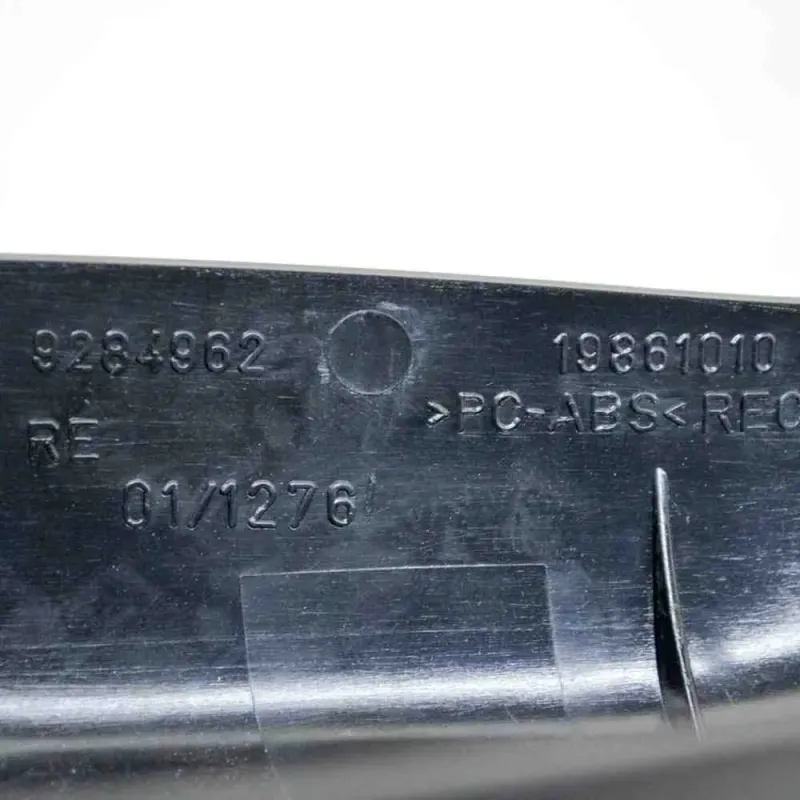 9284962
19861010
RE
>PC-ABS< REC
01/1276